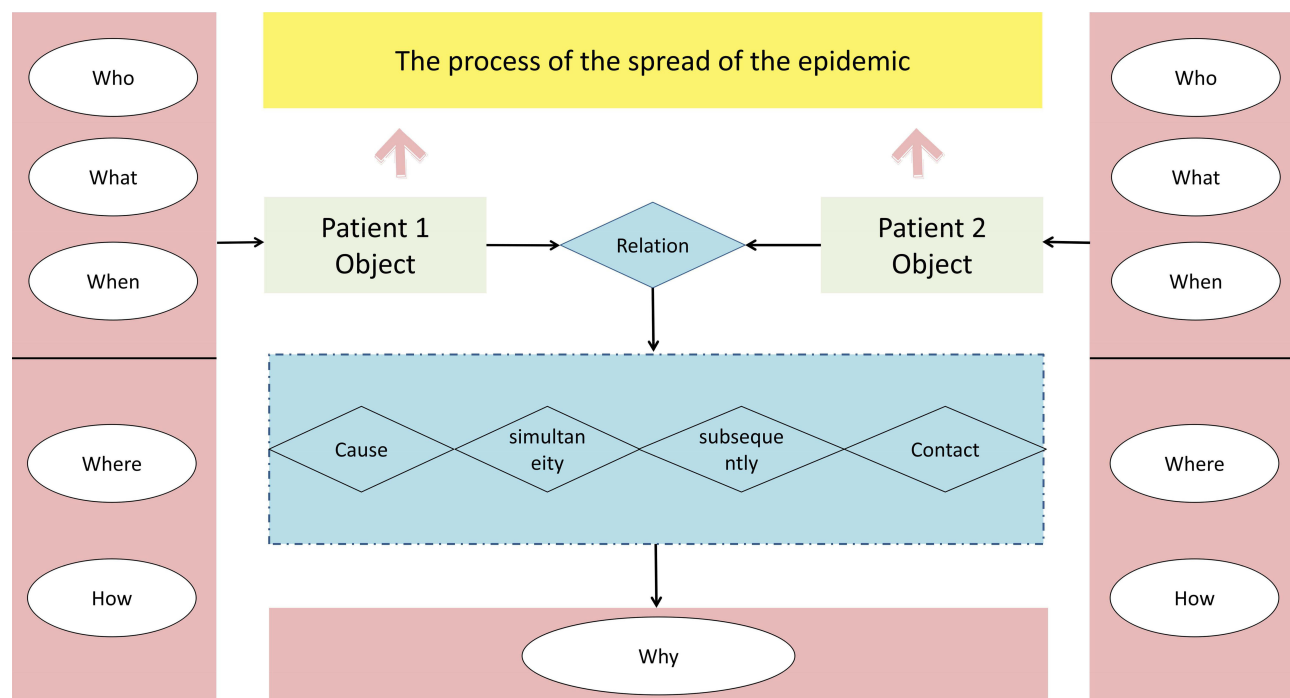 The process of the spread of the epidemic
Who
What
When
Where
How
Patient 1
Object
Relation
Patient 2
Object
Who
What
When
Where
How
Cause
simultan
eity
subseque
ntly
Contact
Why